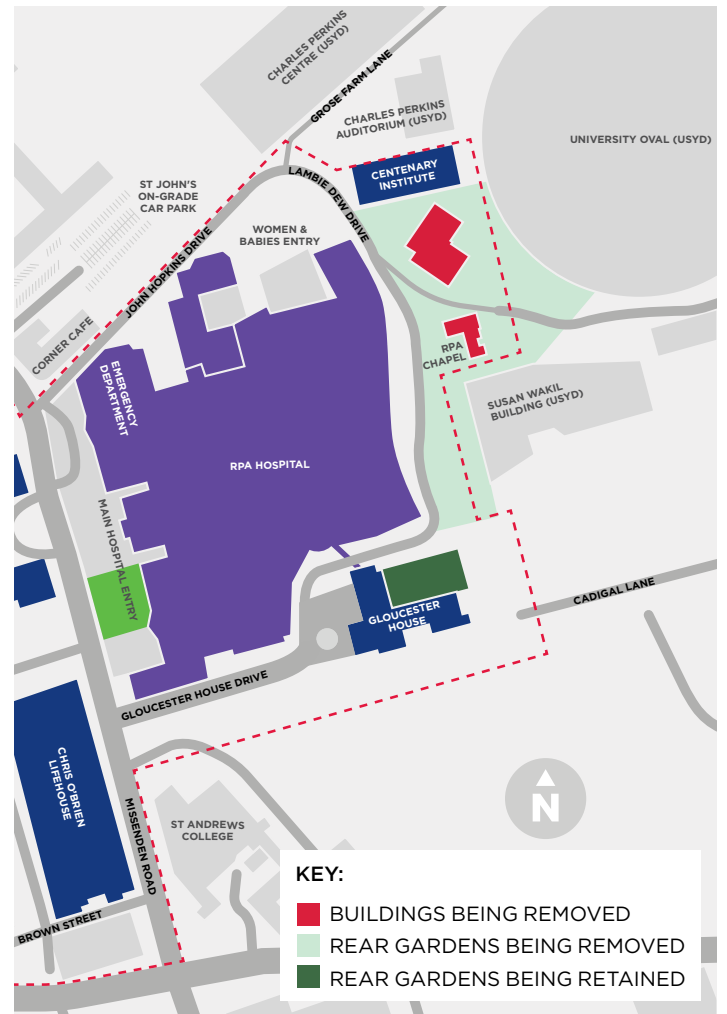 CHARLES PERKINS
CENTRE (USYD)
GROSE FARM LANE
CHARLES PERKINS
AUDITORIUM (USYD)
UNIVERSITY OVAL (USYD)
CENTENARY
INSTITUTE
LAMBIE DEW DRIVE
ST JOHN'S
ON-GRADE
CAR PARK
WOMEN &
BABIES ENTRY
JOHN HOPKINS DRIVE
CORNER CAFE
RPA
CHAPEL
EMERGENCY
DEPARTMENT
SUSAN WAKIL
BUILDING (USYD)
RPA HOSPITAL
MAIN HOSPITAL ENTRY
CADIGAL LANE
GLOUCESTER
HOUSE
GLOUCESTER HOUSE DRIVE
CHRIS O'BRIEN
LIFEHOUSE
MISSENDEN ROAD
ST ANDREWS
COLLEGE
N
BROWN STREET
KEY:
BUILDINGS BEING REMOVED
REAR GARDENS BEING REMOVED
REAR GARDENS BEING RETAINED